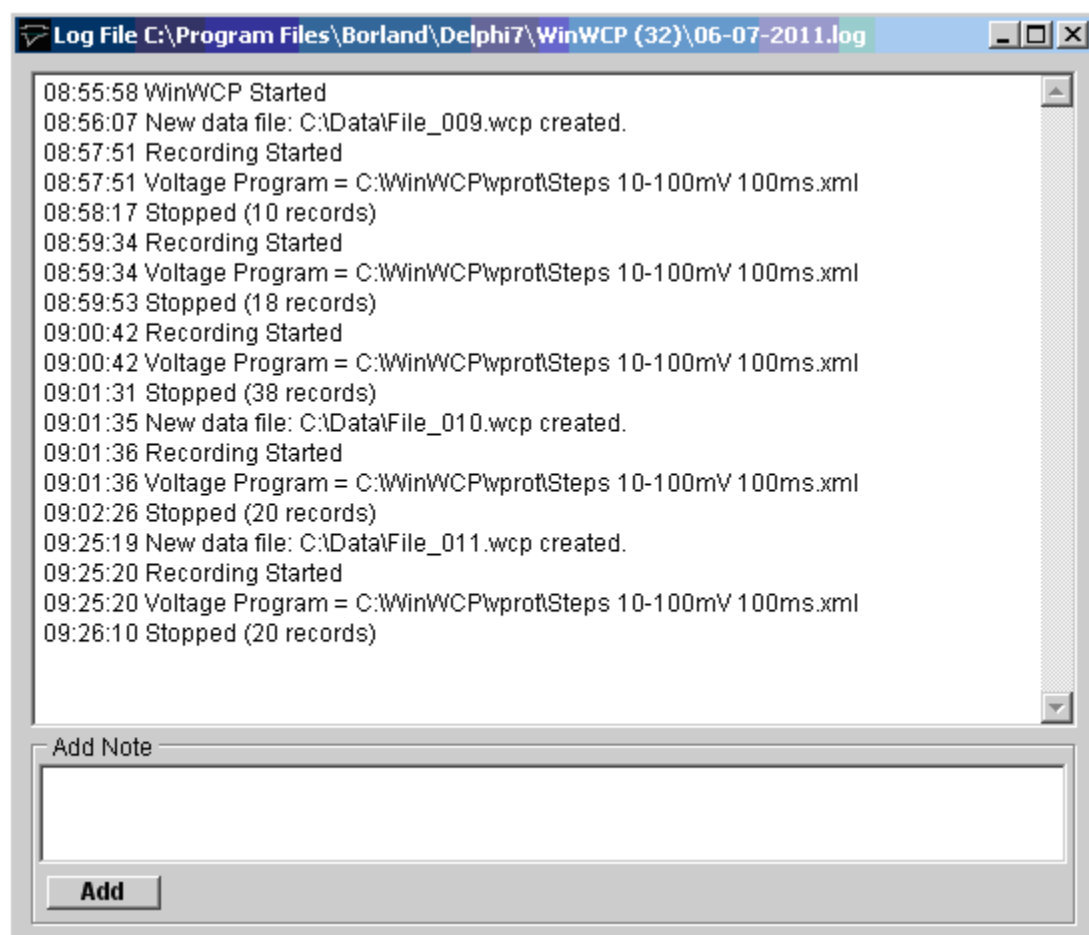 Log File C:\Program Files\Borland\Delphi7\WinWCP (32)\06-07-2011.log
08:55:58 WinWCP Started
08:56:07 New data file: C:\Data\File_009.wcp created.
08:57:51 Recording Started
08:57:51 Voltage Program = C:\WinWCP\vprot\Steps 10-100mV 100ms.xml
08:58:17 Stopped (10 records)
08:59:34 Recording Started
08:59:34 Voltage Program = C:\WinWCP\vprot\Steps 10-100mV 100ms.xml
08:59:53 Stopped (18 records)
09:00:42 Recording Started
09:00:42 Voltage Program = C:\WinWCP\vprot\Steps 10-100mV 100ms.xml
09:01:31 Stopped (38 records)
09:01:35 New data file: C:\Data\File_010.wcp created.
09:01:36 Recording Started
09:01:36 Voltage Program = C:\WinWCP\vprot\Steps 10-100mV 100ms.xml
09:02:26 Stopped (20 records)
09:25:19 New data file: C:\Data\File_011.wcp created.
09:25:20 Recording Started
09:25:20 Voltage Program = C:\WinWCP\vprot\Steps 10-100mV 100ms.xml
09:26:10 Stopped (20 records)
Add Note
Add